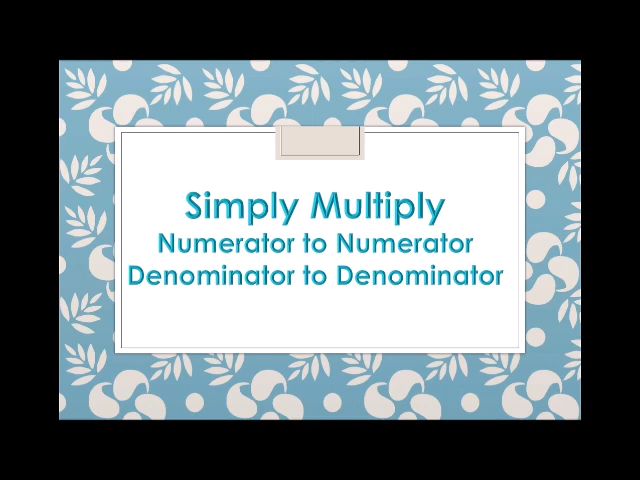 Simply Multiply
Numerator to Numerator
Denominator to Denominator